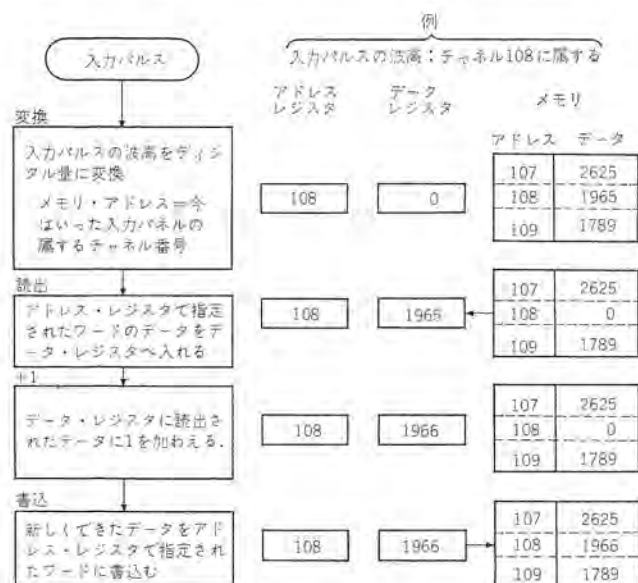 例
入力パルス
入力パルスの波高：チャネル108に属する
アドレス
レジスタ
データ
レジスタ
メモリ
アドレス データ
変換
入力パルスの波高をディジ
タル量に変換
メモリ・アドレス＝今
はいった入力パネルの
属するチャネル番号
108
0
107 2625
108 1965
109 1789
読出
アドレス・レジスタで指定
されたワードのデータをデ
ータ・レジスタへ入れる
108
1965
107 2625
108 0
109 1789
+1
データ・レジスタに読出さ
れたデータに1を加わえる．
108
1966
107 2625
108 0
109 1789
書込
新しくできたデータをアド
レス・レジスタで指定され
たワードに書込む
108
1966
107 2625
108 1966
109 1789